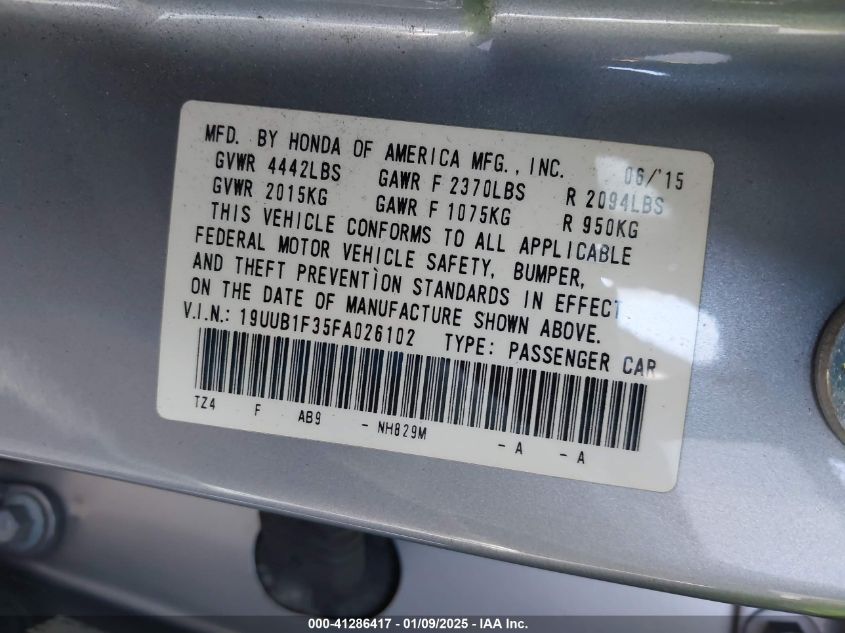 MFD. BY HONDA OF AMERICA MFG., INC. 06/'15
GVWR 4442LBS GAWR F 2370LBS R 2094LBS
GVWR 2015KG GAWR F 1075KG R 950KG
THIS VEHICLE CONFORMS TO ALL APPLICABLE
FEDERAL MOTOR VEHICLE SAFETY, BUMPER,
AND THEFT PREVENTÌON STANDARDS IN EFFECT
ON THE DATE OF MANUFACTURE SHOWN ABOVE.
V.I.N.: 19UUB1F35FA026102 TYPE: PASSENGER CAR
TZ4 F AB9 - NH829M - A - A
000-41286417 - 01/09/2025 - IAA Inc.